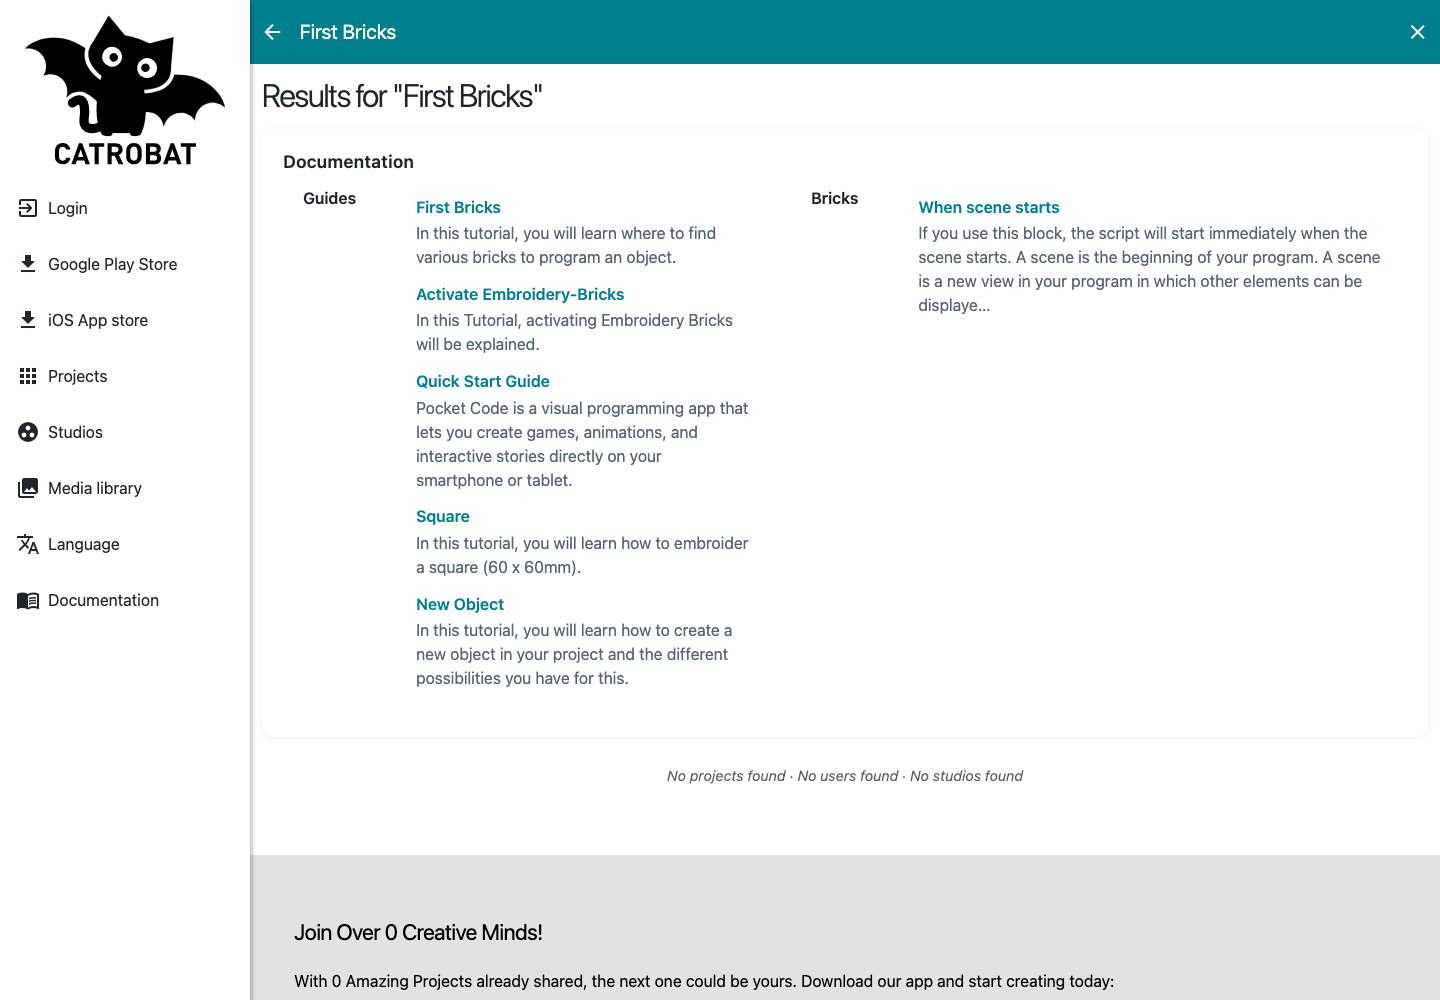 CATROBAT
Login
Google Play Store
iOS App store
Projects
Studios
Media library
Language
Documentation
First Bricks
Results for "First Bricks"
Documentation
Guides
First Bricks
In this tutorial, you will learn where to find
various bricks to program an object.
Activate Embroidery-Bricks
In this Tutorial, activating Embroidery Bricks
will be explained.
Quick Start Guide
Pocket Code is a visual programming app that
lets you create games, animations, and
interactive stories directly on your
smartphone or tablet.
Square
In this tutorial, you will learn how to embroider
a square (60 x 60mm).
New Object
In this tutorial, you will learn how to create a
new object in your project and the different
possibilities you have for this.
Bricks
When scene starts
If you use this block, the script will start immediately when the
scene starts. A scene is the beginning of your program. A scene
is a new view in your program in which other elements can be
displaye...
No projects found · No users found · No studios found
Join Over 0 Creative Minds!
With 0 Amazing Projects already shared, the next one could be yours. Download our app and start creating today: